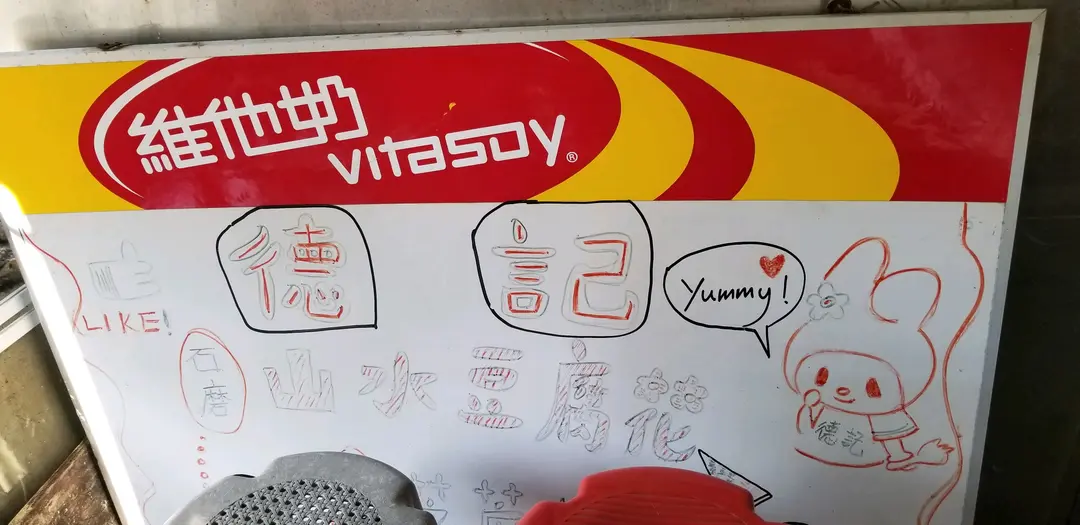 維他奶
vitasoy®
德記
Yummy!
LIKE!
石磨
山水豆腐花
德記